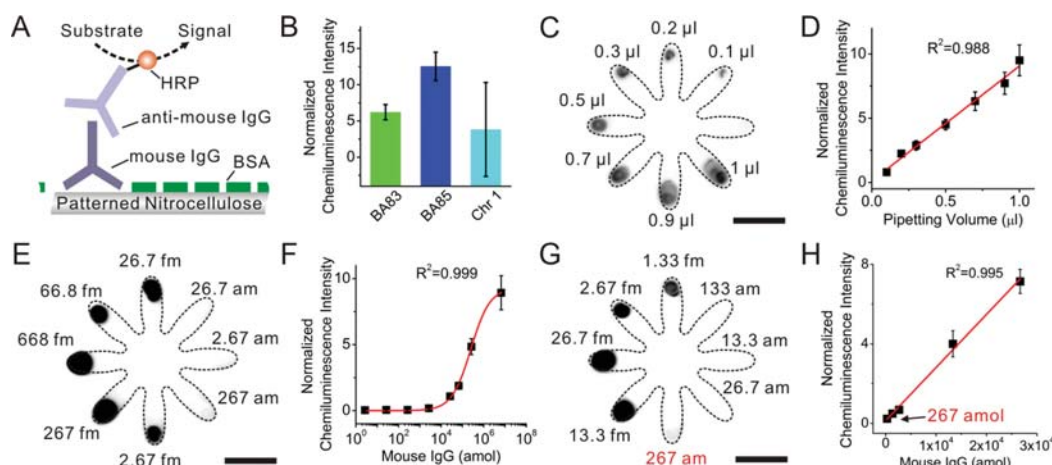 A
Substrate
Signal
HRP
anti-mouse IgG
mouse IgG
BSA
Patterned Nitrocellulose
B
Normalized
Chemiluminescence Intensity
15
10
5
0
BA83
BA85
Chr 1
C
0.2 µl
0.3 µl
0.1 µl
0.5 µl
0.7 µl
1 µl
0.9 µl
D
Normalized
Chemiluminescence Intensity
R²=0.988
10
5
0
0.0
0.5
1.0
Pipetting Volume (µl)
E
26.7 fm
66.8 fm
26.7 am
668 fm
2.67 am
267 fm
267 am
2.67 fm
F
Normalized
Chemiluminescence Intensity
R²=0.999
10
5
0
10⁰ 10² 10⁴ 10⁶ 10⁸
Mouse IgG (amol)
G
1.33 fm
2.67 fm
133 am
26.7 fm
13.3 am
26.7 am
13.3 fm
267 am
H
Normalized
Chemiluminescence Intensity
R²=0.995
8
4
0
267 amol
0 1x10⁴ 2x10⁴ 3x10⁴
Mouse IgG (amol)